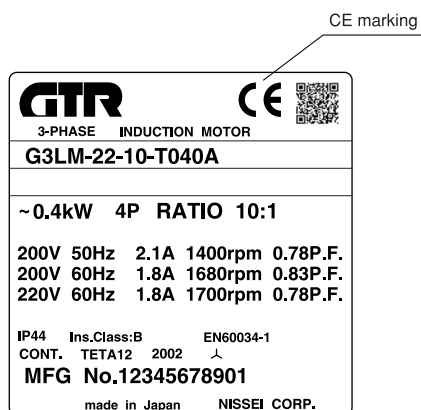 CE marking
GTR CE
3-PHASE INDUCTION MOTOR
G3LM-22-10-T040A
~0.4kW 4P RATIO 10:1
200V 50Hz 2.1A 1400rpm 0.78P.F.
200V 60Hz 1.8A 1680rpm 0.83P.F.
220V 60Hz 1.8A 1700rpm 0.78P.F.
IP44 Ins.Class:B EN60034-1
CONT. TETA12 2002 ⅄
MFG No.12345678901
made in Japan NISSEI CORP.